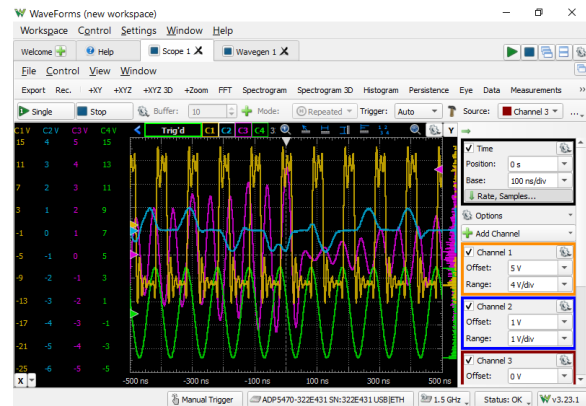 WaveForms (new workspace)
Workspace Control Settings Window Help
Welcome Help Scope 1 Wavegen 1
File Control View Window
Export Rec. +XY +XYZ +XYZ 3D +Zoom FFT Spectrogram Spectrogram 3D Histogram Persistence Eye Data Measurements
Single Stop Buffer: 10 Mode: Repeated Trigger: Auto Source: Channel 3
C1 V C2 V C3 V C4 V Trig'd C1 C2 C3 C4 3 Y
15 4 5 15
11 3 4 13
7 2 3 11
3 1 2 9
-1 0 1 7
-5 -1 0 5
-9 -2 -1 3
-13 -3 -2 1
-17 -4 -3 -1
-21 -5 -4 -3
-25 -6 -5 -5
X -500 ns -300 ns -100 ns 100 ns 300 ns 500 ns
Time
Position: 0 s
Base: 100 ns/div
Rate, Samples...
Options
Add Channel
Channel 1
Offset: 5 V
Range: 4 V/div
Channel 2
Offset: 1 V
Range: 1 V/div
Channel 3
Offset: 0 V
Manual Trigger ADP5470-322E431 SN:322E431 USB|ETH 1.5 GHz Status: OK v3.23.1